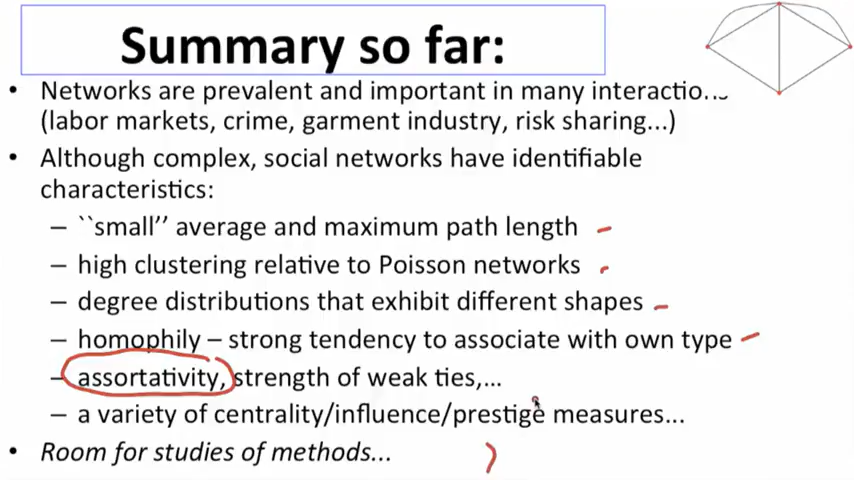 Summary so far:
• Networks are prevalent and important in many interactio...
(labor markets, crime, garment industry, risk sharing...)
• Although complex, social networks have identifiable
characteristics:
– ``small’’ average and maximum path length
– high clustering relative to Poisson networks
– degree distributions that exhibit different shapes
– homophily – strong tendency to associate with own type
– assortativity, strength of weak ties,...
– a variety of centrality/influence/prestige measures...
• Room for studies of methods...